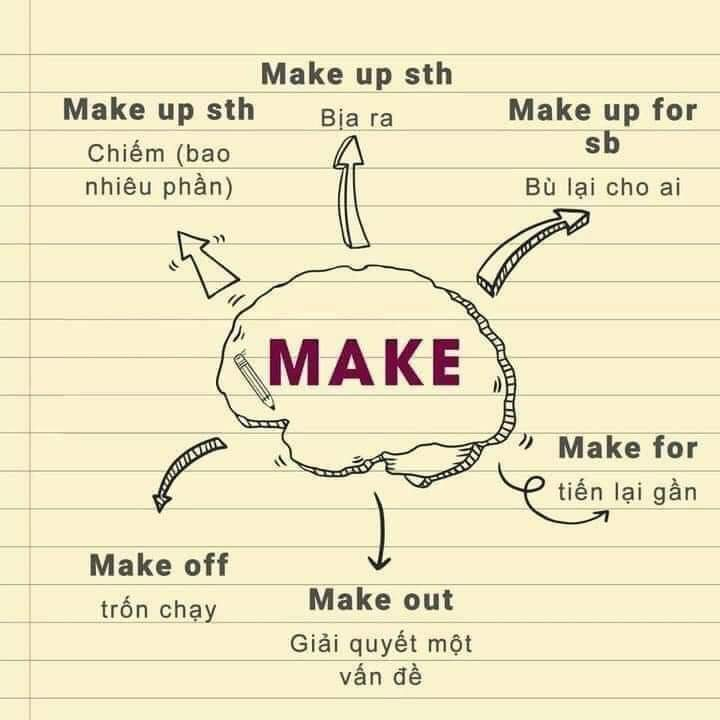 Make up sth
Bịa ra
Make up sth
Chiếm (bao
nhiêu phần)
Make up for
sb
Bù lại cho ai
MAKE
Make for
tiến lại gần
Make off
trốn chạy
Make out
Giải quyết một
vấn đề